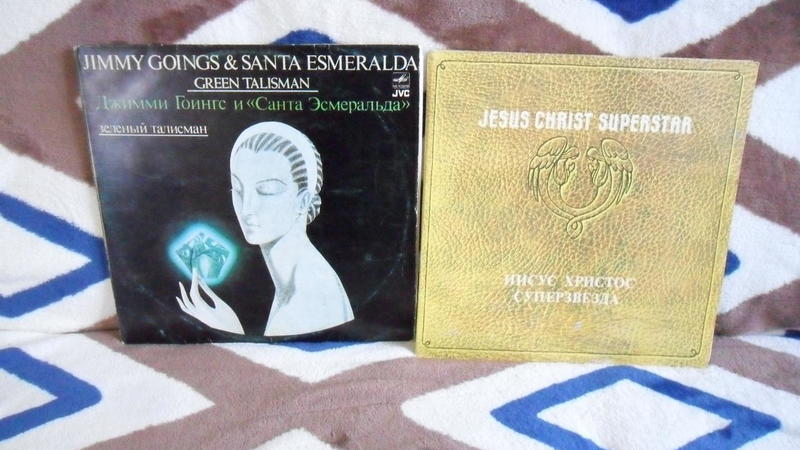 JIMMY GOINGS & SANTA ESMERALDA
GREEN TALISMAN
Джимми Гоингс и «Санта Эсмеральда»
зеленый талисман
JVC
JESUS CHRIST SUPERSTAR
ИИСУС ХРИСТОС
СУПЕРЗВЕЗДА